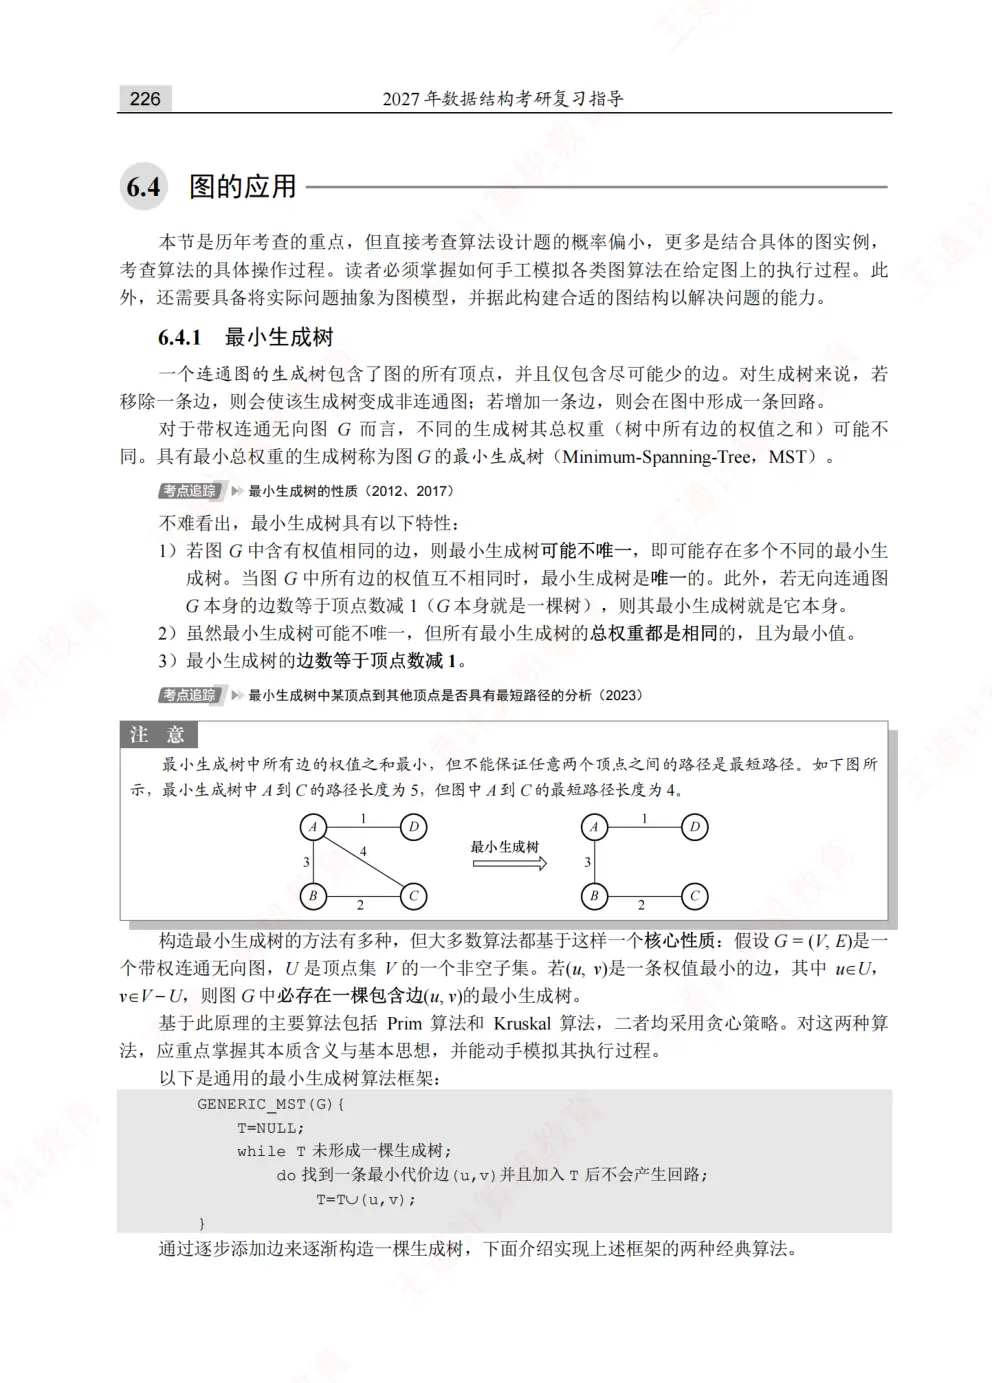 226
2027年数据结构考研复习指导
6.4 图的应用
本节是历年考查的重点，但直接考查算法设计题的概率偏小，更多是结合具体的图实例，
考查算法的具体操作过程。读者必须掌握如何手工模拟各类图算法在给定图上的执行过程。此
外，还需要具备将实际问题抽象为图模型，并据此构建合适的图结构以解决问题的能力。
6.4.1 最小生成树
一个连通图的生成树包含了图的所有顶点，并且仅包含尽可能少的边。对生成树来说，若
移除一条边，则会使该生成树变成非连通图；若增加一条边，则会在图中形成一条回路。
对于带权连通无向图 G 而言，不同的生成树其总权重（树中所有边的权值之和）可能不
同。具有最小总权重的生成树称为图 G 的最小生成树（Minimum-Spanning-Tree，MST）。
考点追踪 最小生成树的性质（2012、2017）
不难看出，最小生成树具有以下特性：
1）若图 G 中含有权值相同的边，则最小生成树可能不唯一，即可能存在多个不同的最小生
成树。当图 G 中所有边的权值互不相同时，最小生成树是唯一的。此外，若无向连通图
G 本身的边数等于顶点数减 1（G 本身就是一棵树），则其最小生成树就是它本身。
2）虽然最小生成树可能不唯一，但所有最小生成树的总权重都是相同的，且为最小值。
3）最小生成树的边数等于顶点数减 1。
考点追踪 最小生成树中某顶点到其他顶点是否具有最短路径的分析（2023）
注 意
最小生成树中所有边的权值之和最小，但不能保证任意两个顶点之间的路径是最短路径。如下图所
示，最小生成树中 A 到 C 的路径长度为 5，但图中 A 到 C 的最短路径长度为 4。
A 1 D
3 4
B 2 C
最小生成树
A 1 D
3
B 2 C
构造最小生成树的方法有多种，但大多数算法都基于这样一个核心性质：假设 G = (V, E)是一
个带权连通无向图，U 是顶点集 V 的一个非空子集。若(u, v)是一条权值最小的边，其中 u∈U，
v∈V − U，则图 G 中必存在一棵包含边(u, v)的最小生成树。
基于此原理的主要算法包括 Prim 算法和 Kruskal 算法，二者均采用贪心策略。对这两种算
法，应重点掌握其本质含义与基本思想，并能动手模拟其执行过程。
以下是通用的最小生成树算法框架：
GENERIC_MST(G){
T=NULL;
while T 未形成一棵生成树;
do 找到一条最小代价边(u,v)并且加入 T 后不会产生回路;
T=T∪(u,v);
}
通过逐步添加边来逐渐构造一棵生成树，下面介绍实现上述框架的两种经典算法。